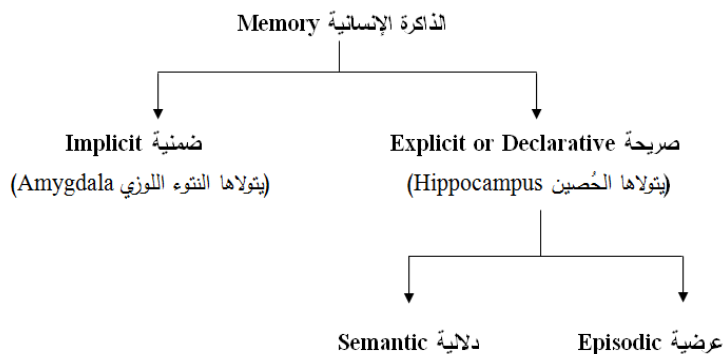 الذاكرة الإنسانية Memory
صريحة Explicit or Declarative
(يتولاها الحُصين Hippocampus)
ضمنية Implicit
(يتولاها النتوء اللوزي Amygdala)
عرضية Episodic
دلالية Semantic